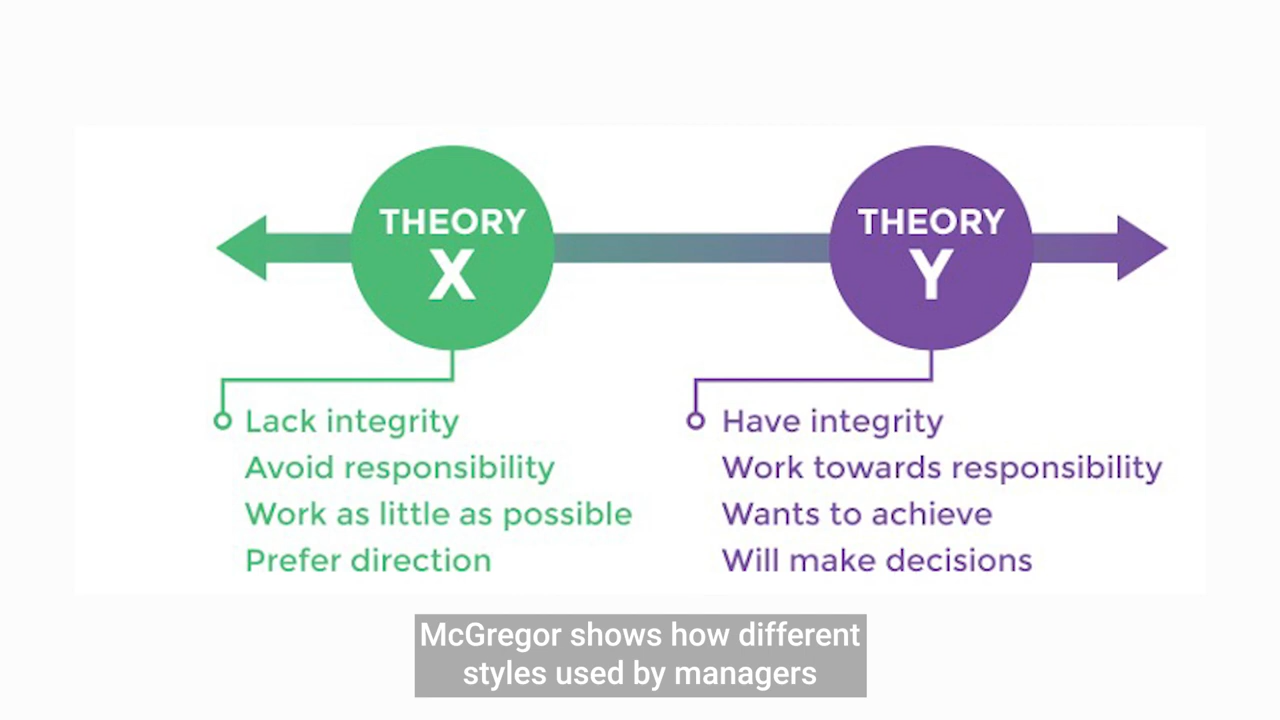 THEORY
X
THEORY
Y
Lack integrity
Avoid responsibility
Work as little as possible
Prefer direction
Have integrity
Work towards responsibility
Wants to achieve
Will make decisions
McGregor shows how different
styles used by managers